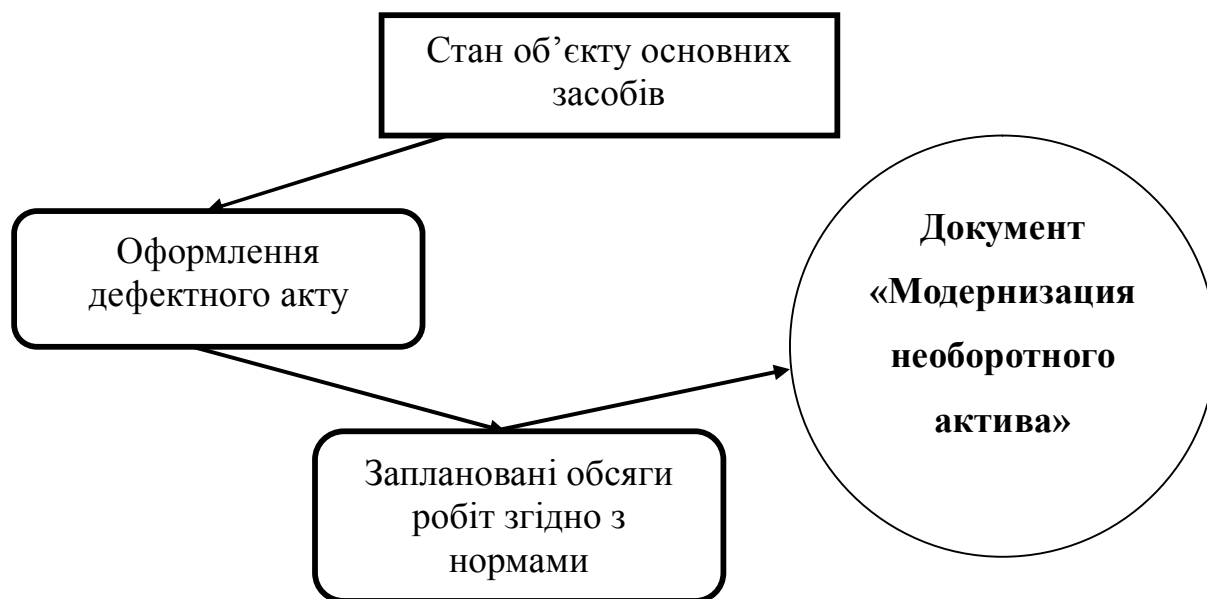 Стан об’єкту основних
засобів
Оформлення
дефектного акту
Заплановані обсяги
робіт згідно з
нормами
Документ
«Модернизация
необоротного
актива»